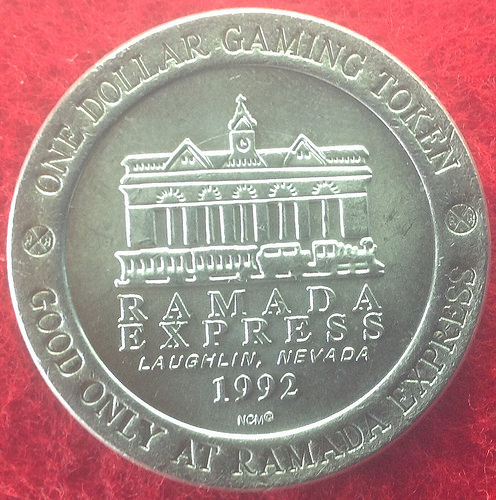 ONE DOLLAR GAMING TOKEN
RAMADA
EXPRESS
LAUGHLIN, NEVADA
1992
NCM©
GOOD ONLY AT RAMADA EXPRESS